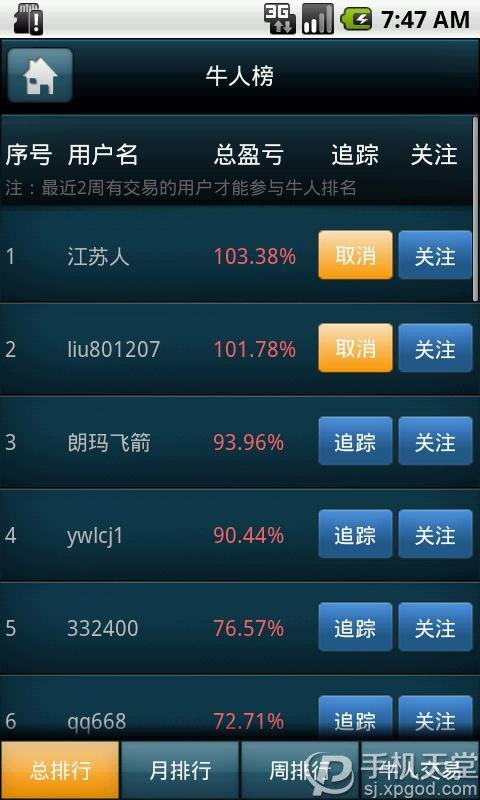 3G 7:47 AM
牛人榜
序号 用户名 总盈亏 追踪 关注
注：最近2周有交易的用户才能参与牛人排名
1 江苏人 103.38% 取消 关注
2 liu801207 101.78% 取消 关注
3 朗玛飞箭 93.96% 追踪 关注
4 ywlcj1 90.44% 追踪 关注
5 332400 76.57% 追踪 关注
6 qq668 72.71% 追踪 关注
总排行 月排行 周排行 牛人交易
手机天堂
sj.xpgod.com